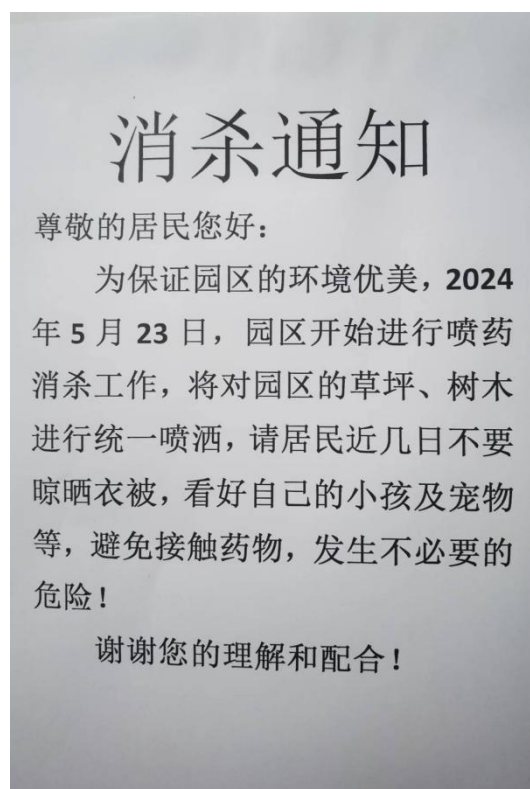 消杀通知
尊敬的居民您好：
为保证园区的环境优美，2024
年 5 月 23 日，园区开始进行喷药
消杀工作，将对园区的草坪、树木
进行统一喷洒，请居民近几日不要
晾晒衣被，看好自己的小孩及宠物
等，避免接触药物，发生不必要的
危险！
谢谢您的理解和配合！